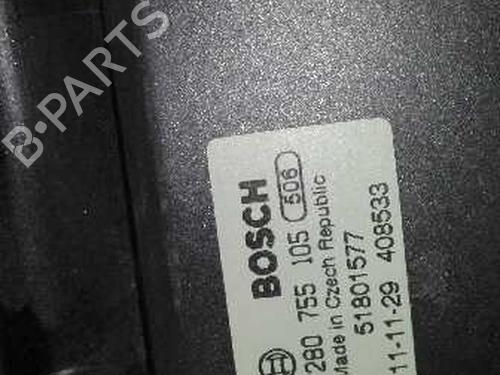 B-PARTS
BOSCH
280 755 105 506
Made in Czech Republic
51801577
11-11-29 408533